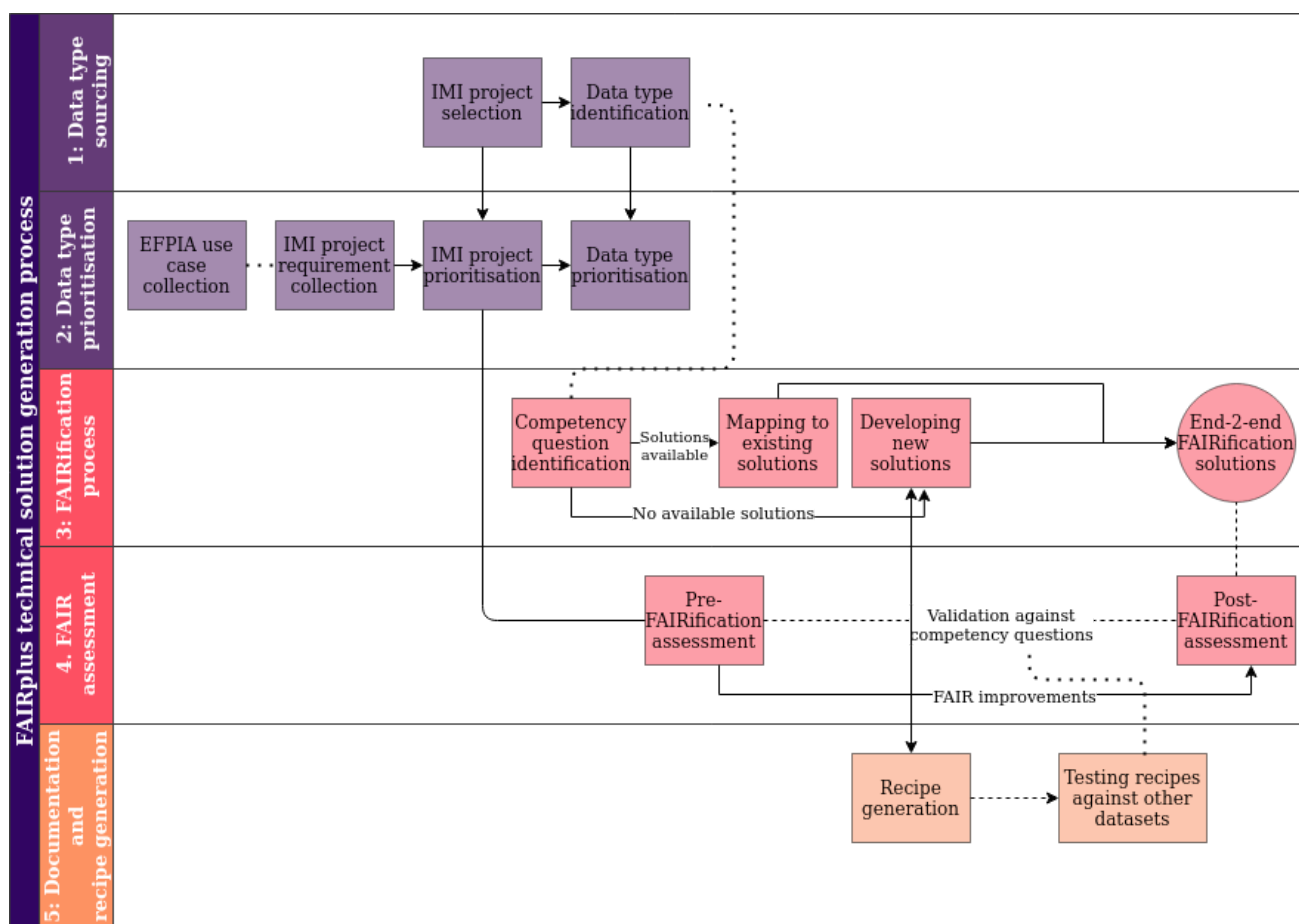 FAIRplus technical solution generation process
1: Data type
sourcing
IMI project
selection
Data type
identification
2: Data type
prioritisation
EFPIA use
case
collection
IMI project
requirement
collection
IMI project
prioritisation
Data type
prioritisation
3: FAIRification
process
Competency
question
identification
Solutions
available
Mapping to
existing
solutions
Developing
new
solutions
End-2-end
FAIRification
solutions
No available solutions
4. FAIR
assessment
Pre-
FAIRification
assessment
Validation against
competency questions
Post-
FAIRification
assessment
FAIR improvements
5: Documentation
and
recipe generation
Recipe
generation
Testing recipes
against other
datasets